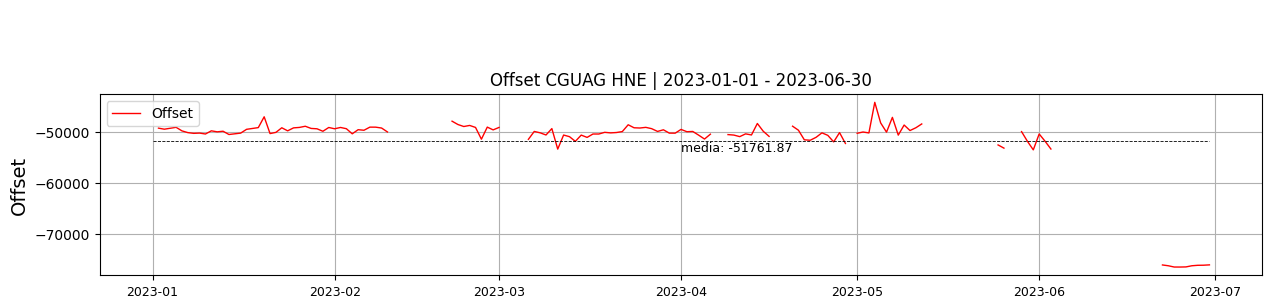 Offset CGUAG HNE | 2023-01-01 - 2023-06-30
Offset
Offset
−50000
−60000
−70000
media: -51761.87
2023-01
2023-02
2023-03
2023-04
2023-05
2023-06
2023-07